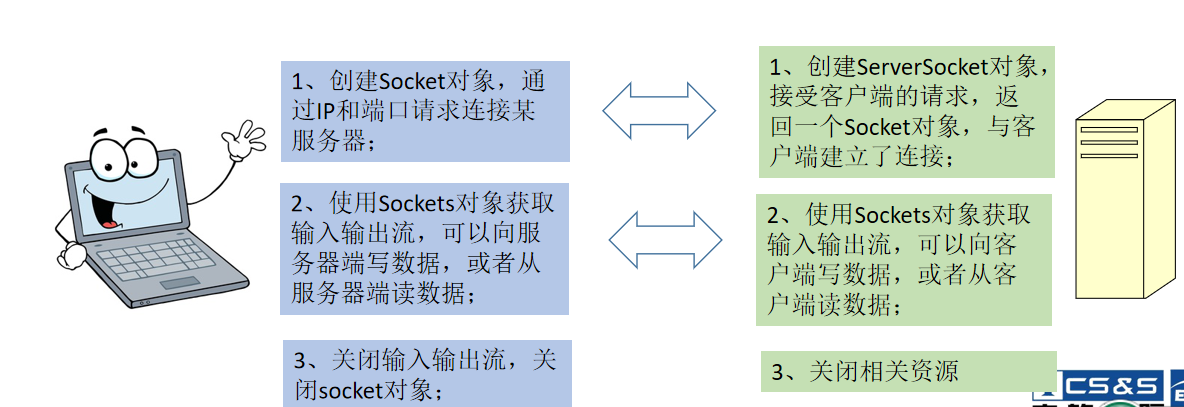 1、创建Socket对象，通
过IP和端口请求连接某
服务器；
2、使用Sockets对象获取
输入输出流，可以向服
务器端写数据，或者从
服务器端读数据；
3、关闭输入输出流，关
闭socket对象；
1、创建ServerSocket对象，
接受客户端的请求，返
回一个Socket对象，与客
户端建立了连接；
2、使用Sockets对象获取
输入输出流，可以向客
户端写数据，或者从客
户端读数据；
3、关闭相关资源
CS&S